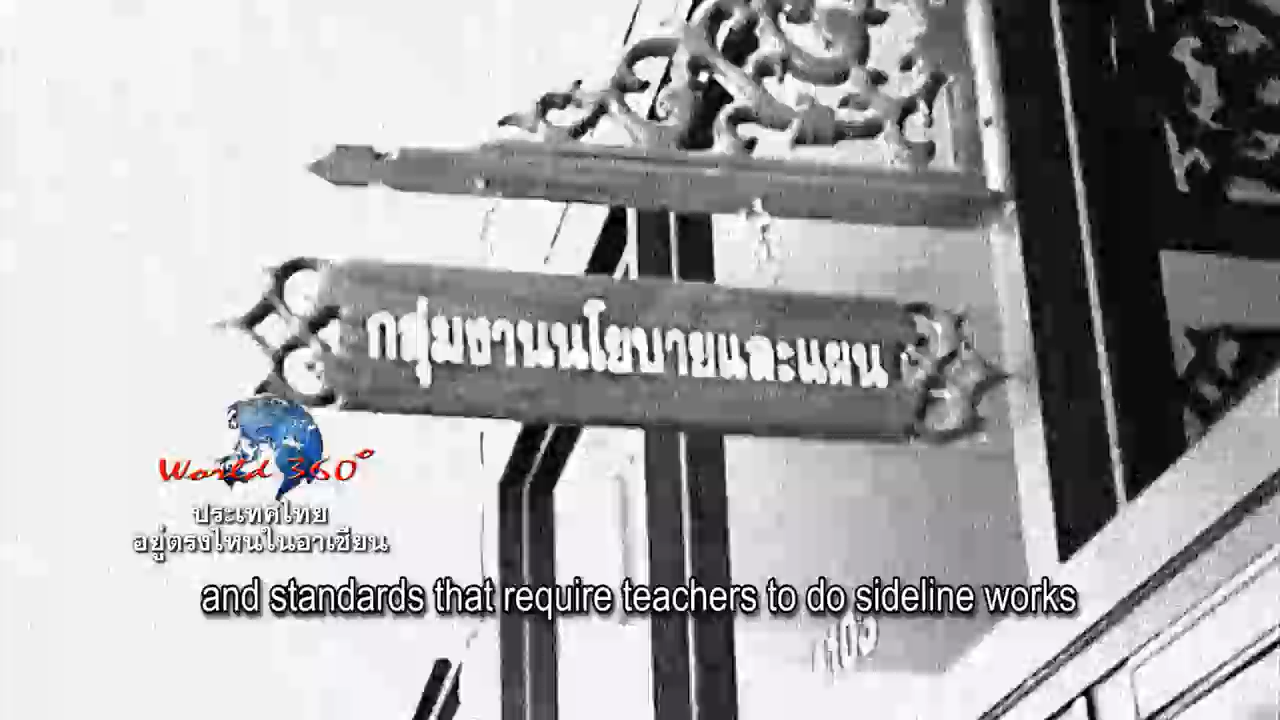 กลุ่มงานนโยบายและแผน
World 360°
ประเทศไทย
อยู่ตรงไหนในอาเซียน
and standards that require teachers to do sideline works